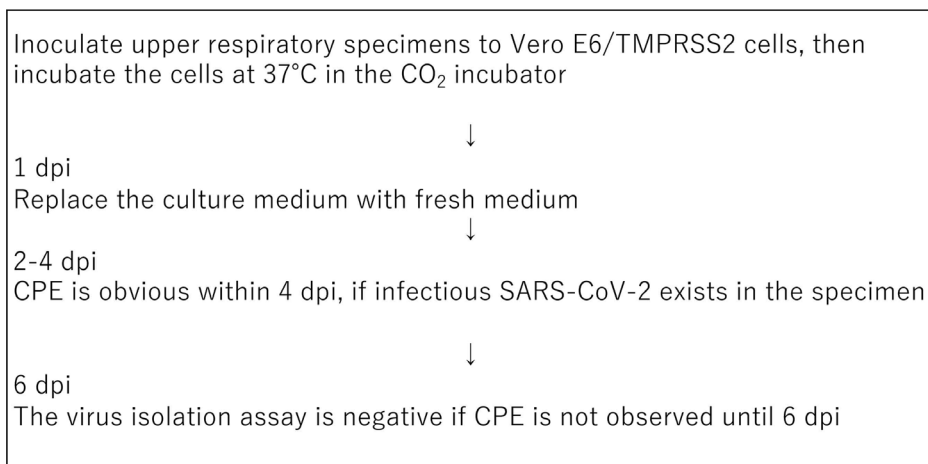 Inoculate upper respiratory specimens to Vero E6/TMPRSS2 cells, then
incubate the cells at 37°C in the CO₂ incubator
↓
1 dpi
Replace the culture medium with fresh medium
↓
2-4 dpi
CPE is obvious within 4 dpi, if infectious SARS-CoV-2 exists in the specimen
↓
6 dpi
The virus isolation assay is negative if CPE is not observed until 6 dpi